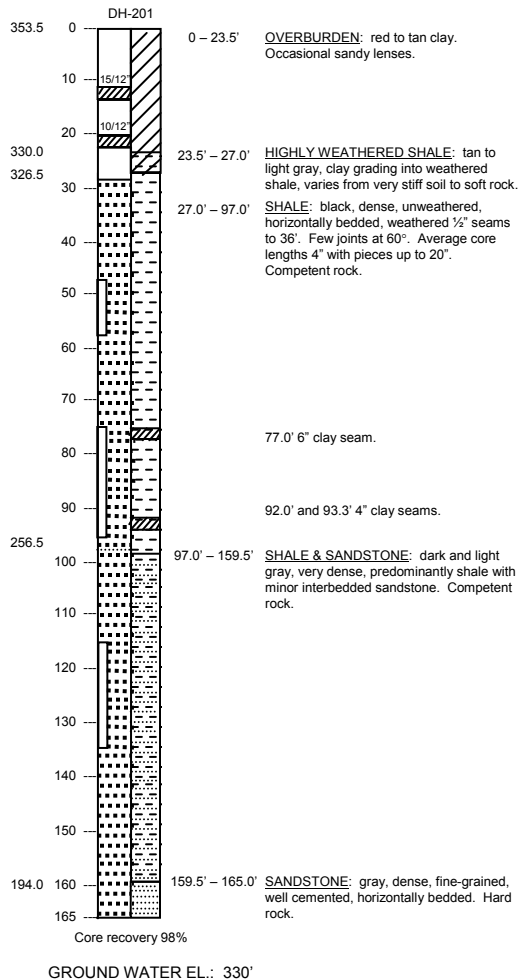 DH-201
353.5 0 0 – 23.5' OVERBURDEN: red to tan clay.
Occasional sandy lenses.
10 15/12"
10/12"
20
330.0 23.5' – 27.0' HIGHLY WEATHERED SHALE: tan to
light gray, clay grading into weathered
shale, varies from very stiff soil to soft rock.
326.5
30 27.0' – 97.0' SHALE: black, dense, unweathered,
horizontally bedded, weathered ½" seams
to 36'. Few joints at 60°. Average core
lengths 4" with pieces up to 20".
Competent rock.
40
50
60
70
77.0' 6" clay seam.
80
90 92.0' and 93.3' 4" clay seams.
256.5 97.0' – 159.5' SHALE & SANDSTONE: dark and light
gray, very dense, predominantly shale with
minor interbedded sandstone. Competent
rock.
100
110
120
130
140
150
194.0 160 159.5' – 165.0' SANDSTONE: gray, dense, fine-grained,
well cemented, horizontally bedded. Hard
rock.
165
Core recovery 98%
GROUND WATER EL.: 330'